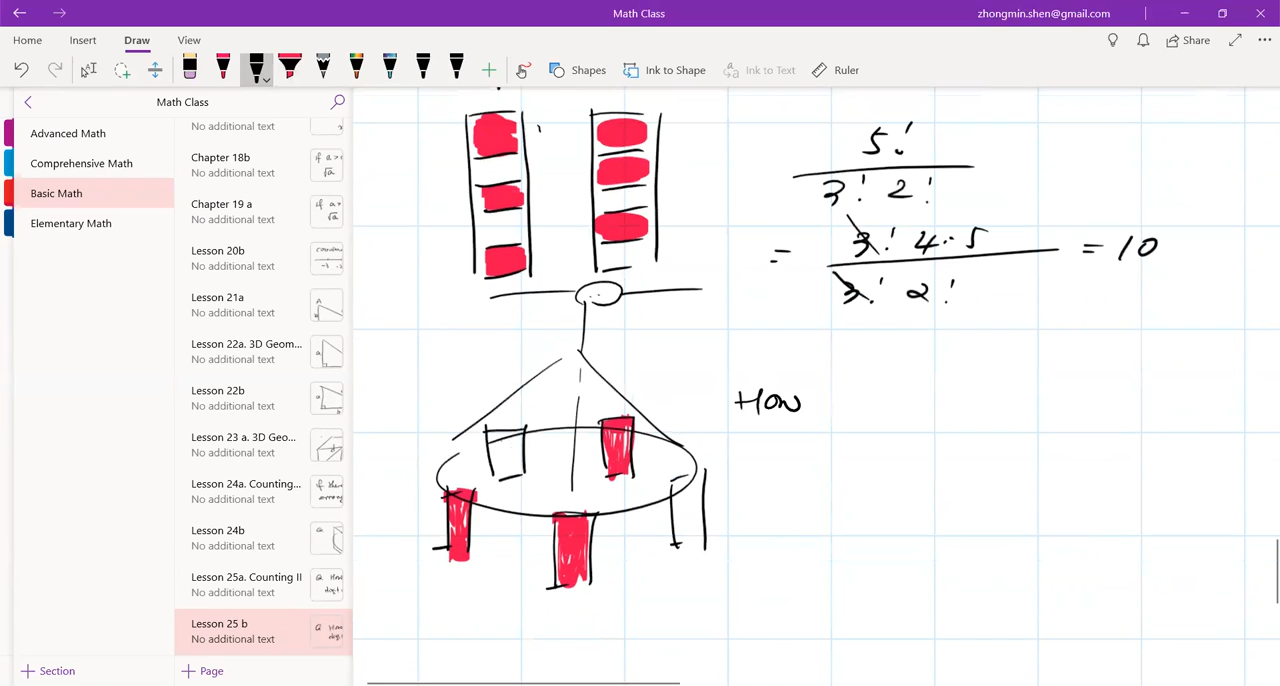 Math Class
zhongmin.shen@gmail.com
Home
Insert
Draw
View
Share
Shapes
Ink to Shape
Ink to Text
Ruler
Math Class
Advanced Math
Comprehensive Math
Basic Math
Elementary Math
No additional text
Chapter 18b
No additional text
Chapter 19 a
No additional text
Lesson 20b
No additional text
Lesson 21a
No additional text
Lesson 22a. 3D Geom...
No additional text
Lesson 22b
No additional text
Lesson 23 a. 3D Geo...
No additional text
Lesson 24a. Counting...
No additional text
Lesson 24b
No additional text
Lesson 25a. Counting II
No additional text
Lesson 25 b
No additional text
Section
Page
5!
3! 2!
= 3! 4·5 = 10
3! 2!
How